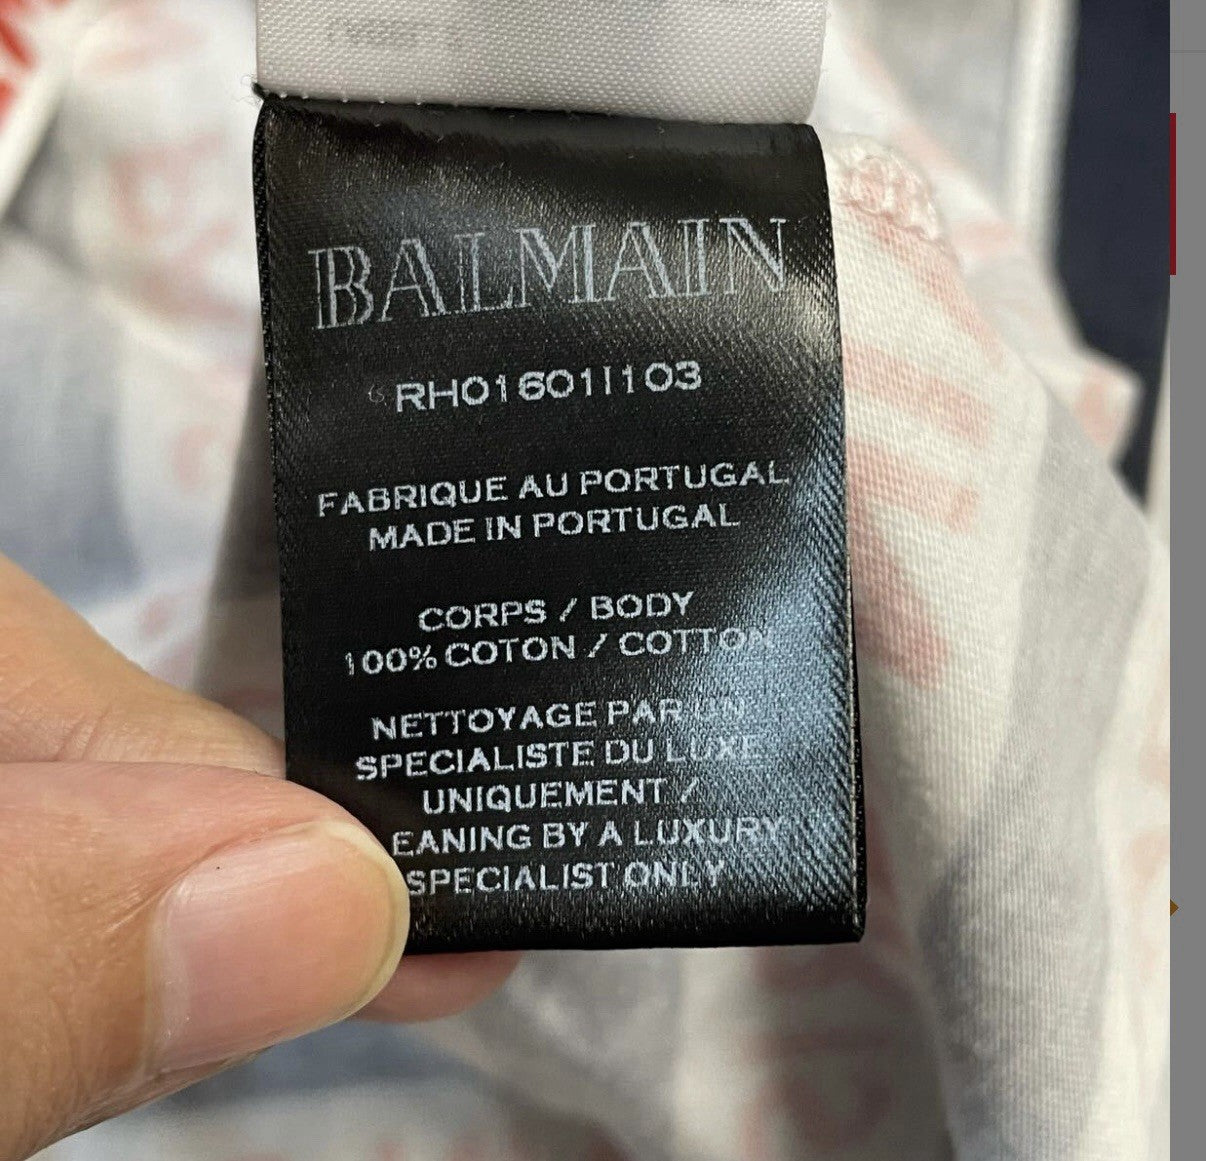 BALMAIN
RH01601I103
FABRIQUE AU PORTUGAL
MADE IN PORTUGAL
CORPS / BODY
100% COTON / COTTON
NETTOYAGE PAR UN
SPECIALISTE DU LUXE
UNIQUEMENT /
EANING BY A LUXURY
SPECIALIST ONLY